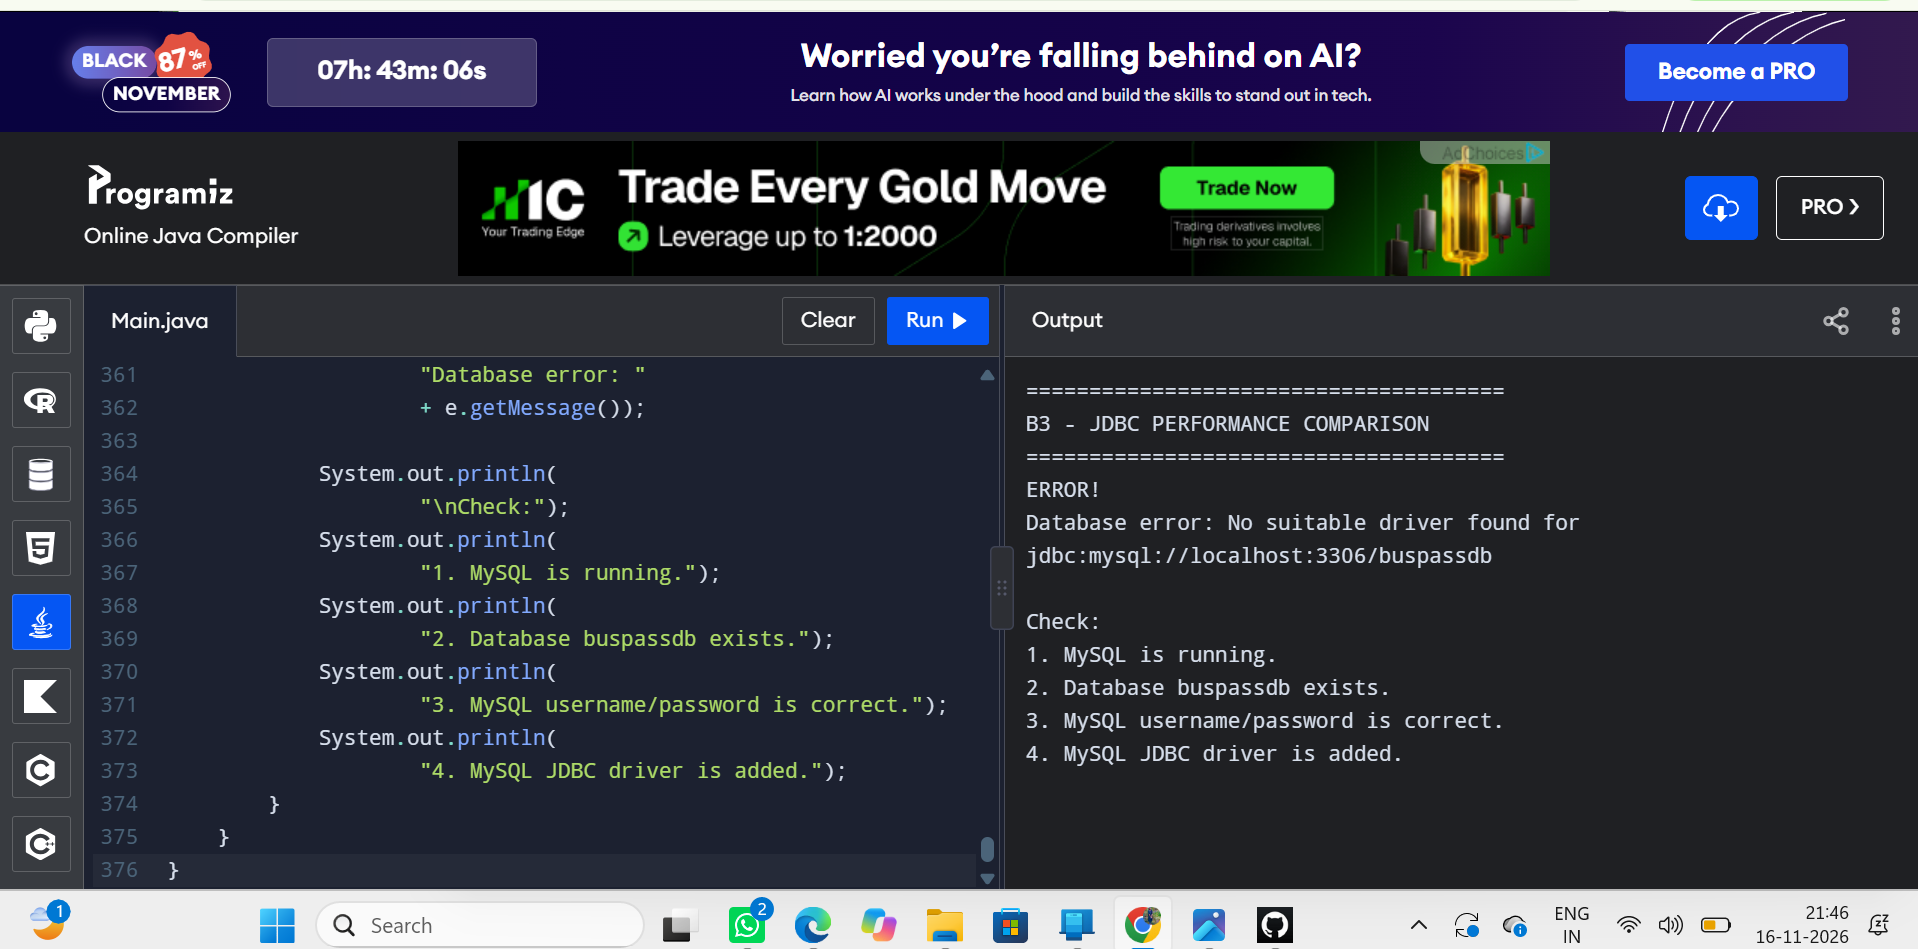 BLACK 87% OFF
NOVEMBER
07h: 43m: 06s
Worried you're falling behind on AI?
Learn how AI works under the hood and build the skills to stand out in tech.
Become a PRO
Programiz
Online Java Compiler
HIC
Your Trading Edge
Trade Every Gold Move
Leverage up to 1:2000
Trade Now
Trading derivatives involves
high risk to your capital.
AdChoices
PRO
Main.java
Clear
Run
Output
361 "Database error: "
362 + e.getMessage());
363
364 System.out.println(
365 "\nCheck:");
366 System.out.println(
367 "1. MySQL is running.");
368 System.out.println(
369 "2. Database buspassdb exists.");
370 System.out.println(
371 "3. MySQL username/password is correct.");
372 System.out.println(
373 "4. MySQL JDBC driver is added.");
374 }
375 }
376 }
======================================
B3 - JDBC PERFORMANCE COMPARISON
======================================
ERROR!
Database error: No suitable driver found for
jdbc:mysql://localhost:3306/buspassdb
Check:
1. MySQL is running.
2. Database buspassdb exists.
3. MySQL username/password is correct.
4. MySQL JDBC driver is added.
1
Search
2
ENG
IN
21:46
16-11-2026